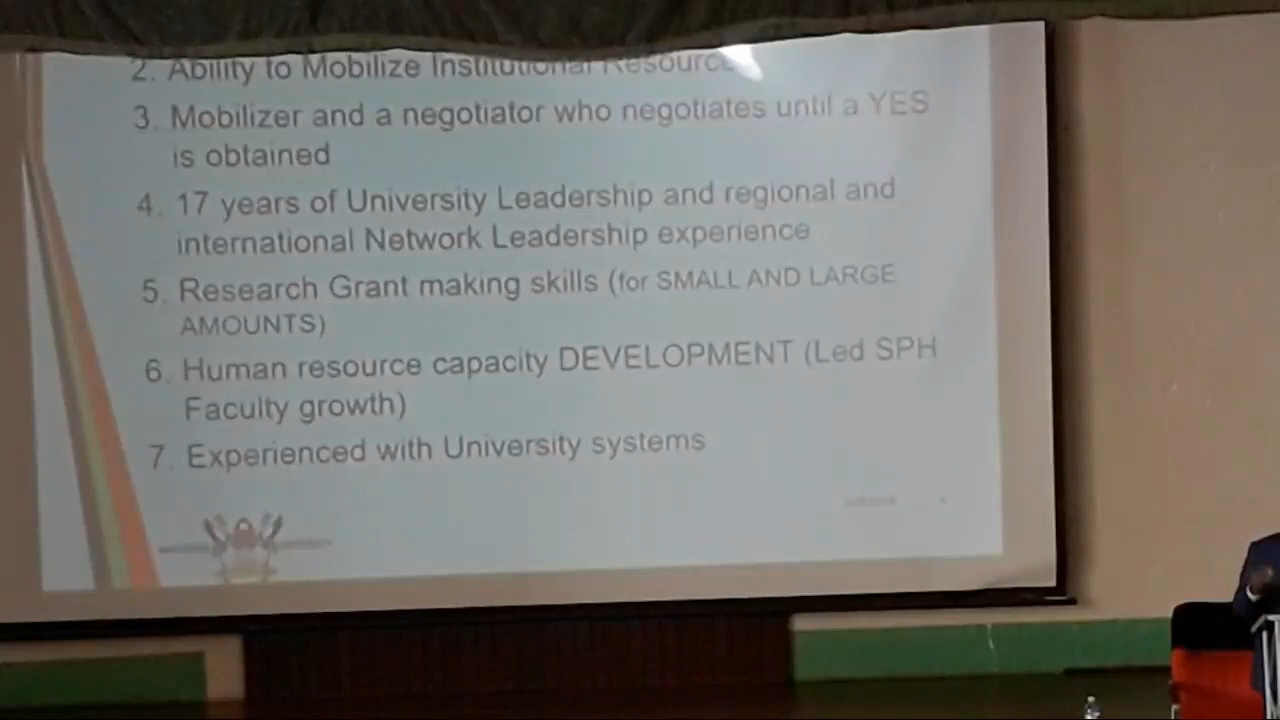 2. Ability to Mobilize Institutional Resource
3. Mobilizer and a negotiator who negotiates until a YES
is obtained
4. 17 years of University Leadership and regional and
international Network Leadership experience
5. Research Grant making skills (for SMALL AND LARGE
AMOUNTS)
6. Human resource capacity DEVELOPMENT (Led SPH
Faculty growth)
7. Experienced with University systems